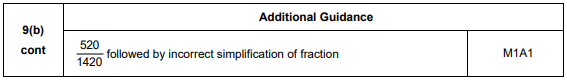 Additional Guidance
9(b)
cont
520
1420 followed by incorrect simplification of fraction
M1A1